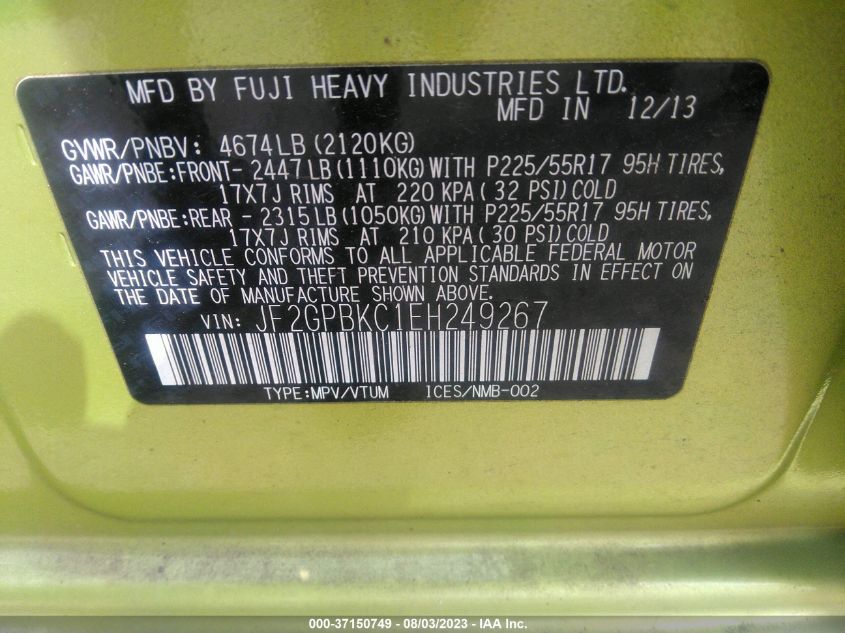 MFD BY FUJI HEAVY INDUSTRIES LTD.
MFD IN 12/13
GVWR/PNBV: 4674LB (2120KG)
GAWR/PNBE:FRONT- 2447LB (1110KG) WITH P225/55R17 95H TIRES,
17X7J RIMS AT 220 KPA ( 32 PSI) COLD
GAWR/PNBE:REAR - 2315LB (1050KG) WITH P225/55R17 95H TIRES,
17X7J RIMS AT 210 KPA ( 30 PSI) COLD
THIS VEHICLE CONFORMS TO ALL APPLICABLE FEDERAL MOTOR
VEHICLE SAFETY AND THEFT PREVENTION STANDARDS IN EFFECT ON
THE DATE OF MANUFACTURE SHOWN ABOVE.
VIN: JF2GPBKC1EH249267
TYPE:MPV/VTUM ICES/NMB-002
000-37150749 - 08/03/2023 - IAA Inc.